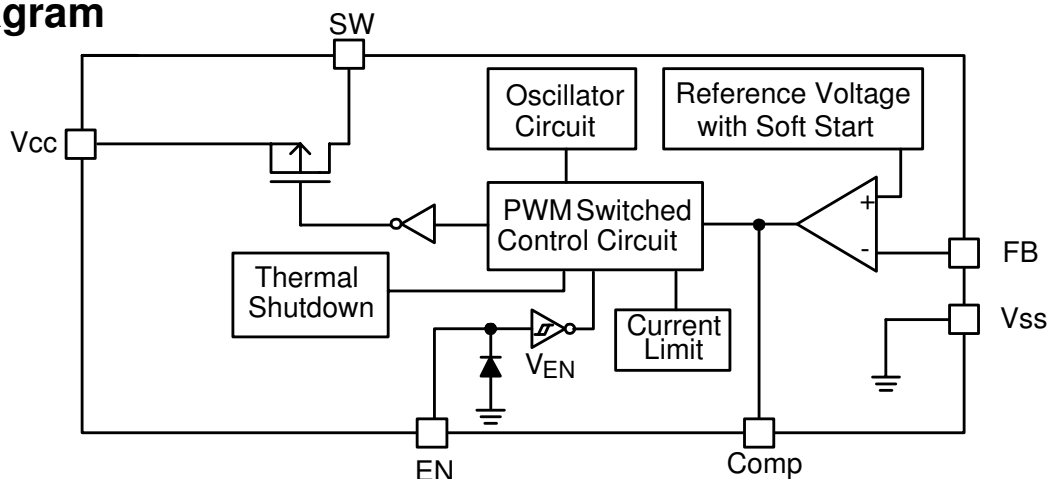 SW
Oscillator
Circuit
Reference Voltage
with Soft Start
Vcc
+
PWM Switched
Control Circuit
-
FB
Thermal
Shutdown
Vss
Current
Limit
VEN
EN
Comp